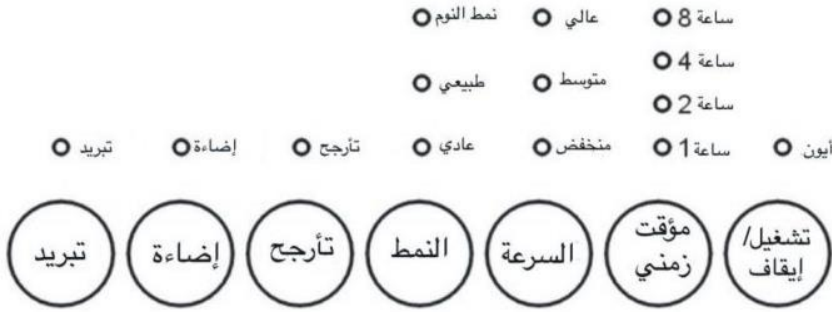 8 ساعة عالي نمط النوم
4 ساعة
متوسط طبيعي
2 ساعة
أيون 1 ساعة منخفض عادي تأرجح إضاءة تبريد
تشغيل/ إيقاف مؤقت زمني السرعة النمط تأرجح إضاءة تبريد